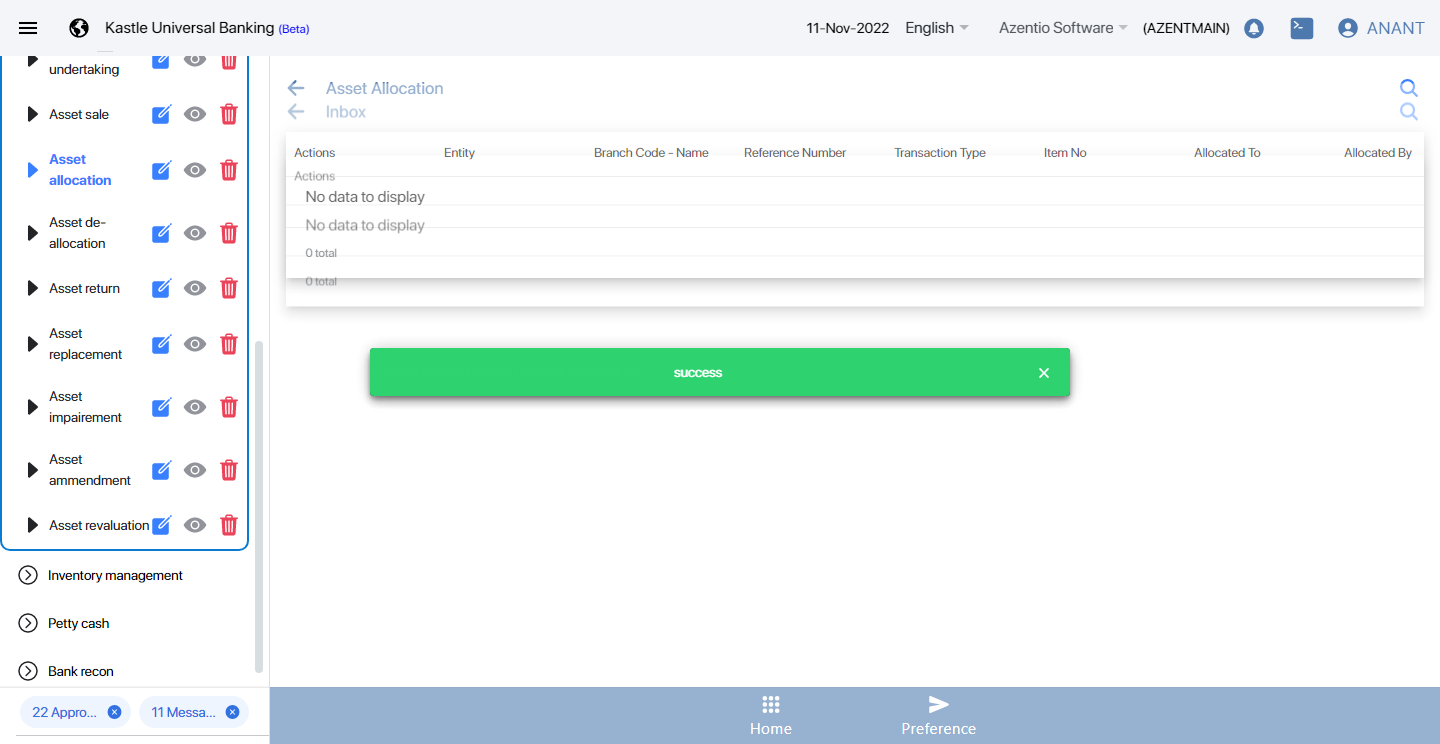 Kastle Universal Banking (Beta)
11-Nov-2022
English
Azentio Software
(AZENTMAIN)
ANANT
undertaking
Asset sale
Asset
allocation
Asset de-
allocation
Asset return
Asset
replacement
Asset
impairement
Asset
ammendment
Asset revaluation
Inventory management
Petty cash
Bank recon
22 Appro...
11 Messa...
Asset Allocation
Inbox
Actions Entity Branch Code - Name Reference Number Transaction Type Item No Allocated To Allocated By
Actions
No data to display
No data to display
0 total
0 total
success
Home
Preference